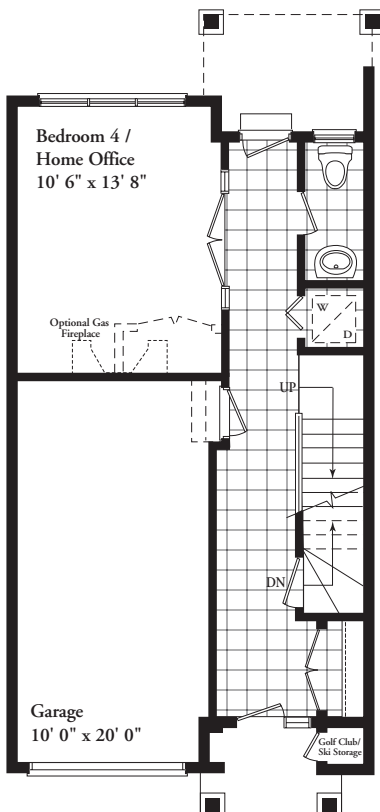 Bedroom 4 /
Home Office
10' 6" x 13' 8"
Optional Gas
Fireplace
W
D
UP
DN
Garage
10' 0" x 20' 0"
Golf Club/
Ski Storage